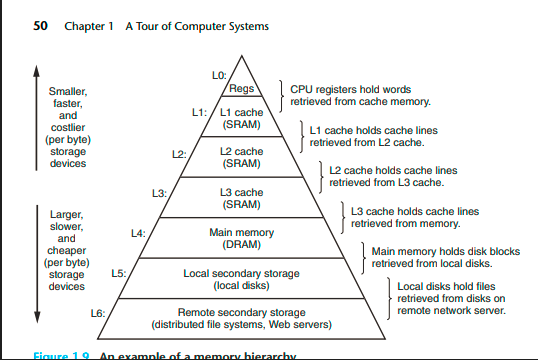 50 Chapter 1 A Tour of Computer Systems
Smaller,
faster,
and
costlier
(per byte)
storage
devices
Larger,
slower,
and
cheaper
(per byte)
storage
devices
L0:
Regs
L1:
L1 cache
(SRAM)
L2:
L2 cache
(SRAM)
L3:
L3 cache
(SRAM)
L4:
Main memory
(DRAM)
L5:
Local secondary storage
(local disks)
L6:
Remote secondary storage
(distributed file systems, Web servers)
CPU registers hold words
retrieved from cache memory.
L1 cache holds cache lines
retrieved from L2 cache.
L2 cache holds cache lines
retrieved from L3 cache.
L3 cache holds cache lines
retrieved from memory.
Main memory holds disk blocks
retrieved from local disks.
Local disks hold files
retrieved from disks on
remote network server.
Figure 1.9 An example of a memory hierarchy